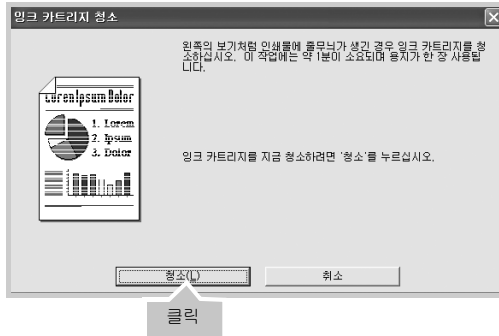 잉크 카트리지 청소
왼쪽의 보기처럼 인쇄물에 줄무늬가 생긴 경우 잉크 카트리지를 청
소하십시오. 이 작업에는 약 1분이 소요되며 용지가 한 장 사용됩
니다.
Lorem Ipsum Dolor
1. Lorem
2. Ipsum
3. Dolor
잉크 카트리지를 지금 청소하려면 '청소'를 누르십시오.
청소(L)
취소
클릭